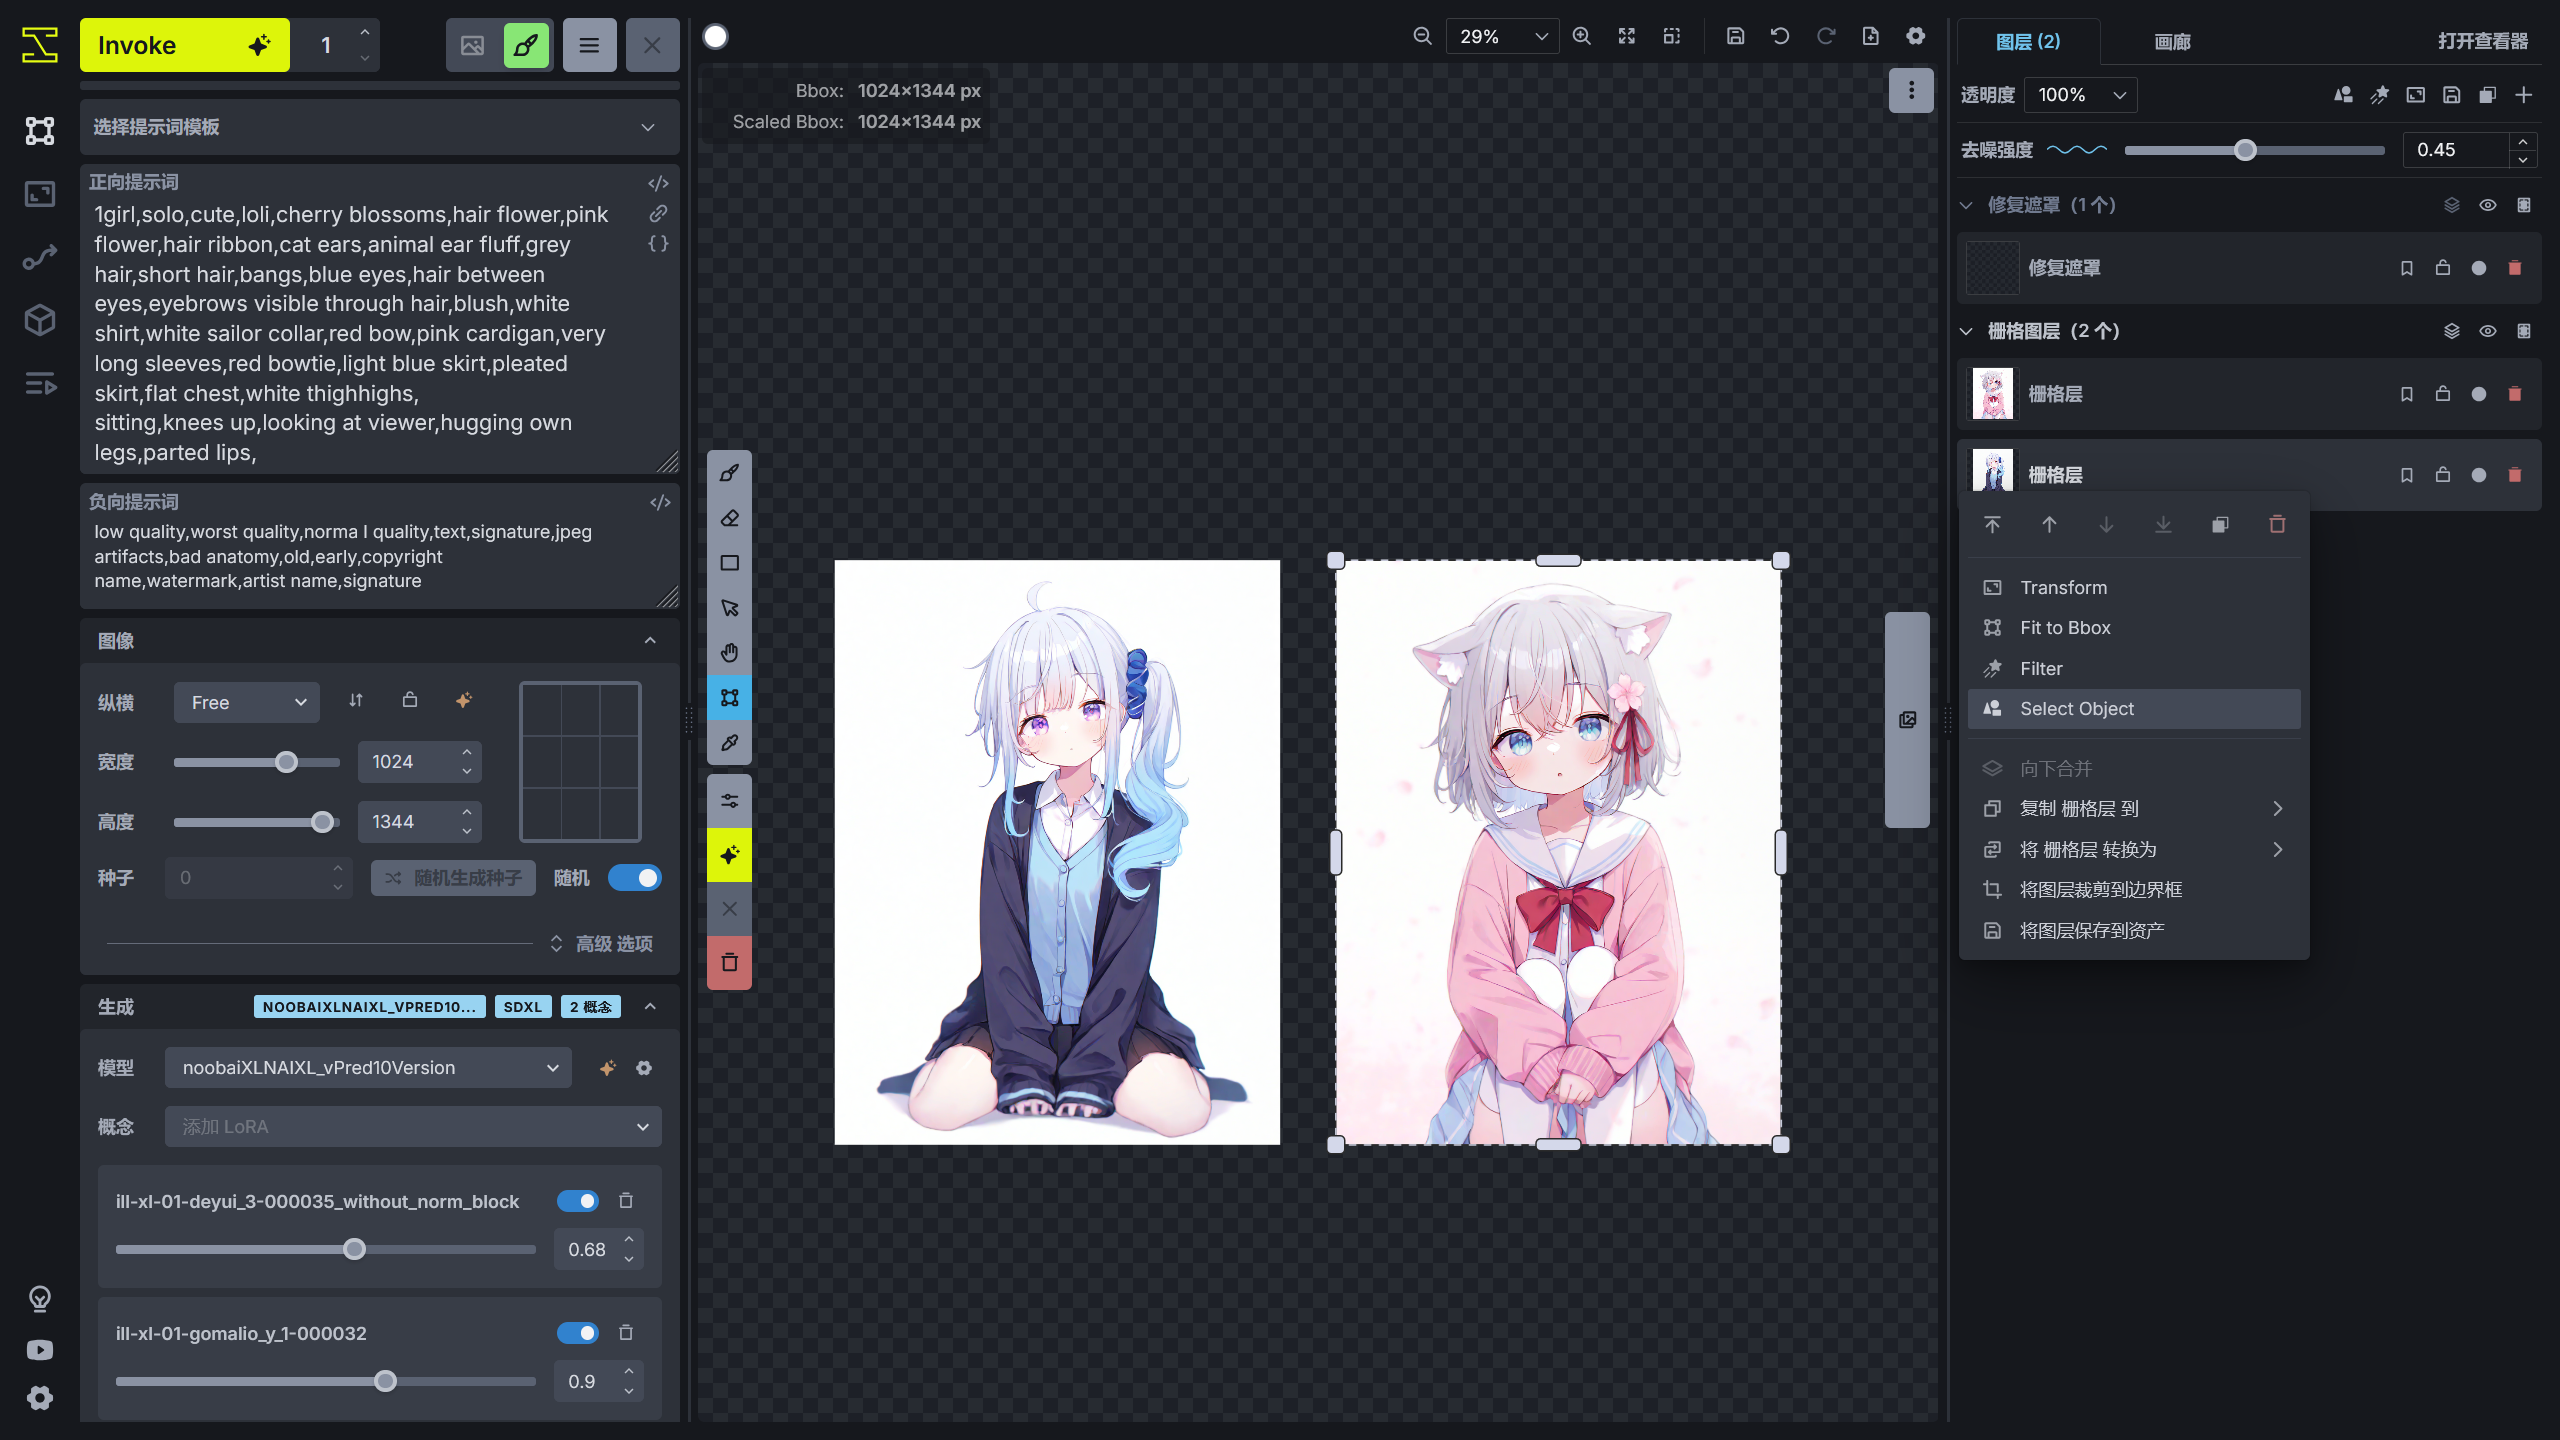 Invoke
1
选择提示词模板
正向提示词
1girl,solo,cute,loli,cherry blossoms,hair flower,pink
flower,hair ribbon,cat ears,animal ear fluff,grey
hair,short hair,bangs,blue eyes,hair between
eyes,eyebrows visible through hair,blush,white
shirt,white sailor collar,red bow,pink cardigan,very
long sleeves,red bowtie,light blue skirt,pleated
skirt,flat chest,white thighhighs,
sitting,knees up,looking at viewer,hugging own
legs,parted lips,
负向提示词
low quality,worst quality,norma l quality,text,signature,jpeg
artifacts,bad anatomy,old,early,copyright
name,watermark,artist name,signature
图像
纵横
Free
宽度
1024
高度
1344
种子
0
随机生成种子
随机
高级 选项
生成
NOOBAIXLNAIXL_VPRED10...
SDXL
2 概念
模型
noobaiXLNAIXL_vPred10Version
概念
添加 LoRA
ill-xl-01-deyui_3-000035_without_norm_block
0.68
ill-xl-01-gomalio_y_1-000032
0.9
29%
Bbox: 1024×1344 px
Scaled Bbox: 1024×1344 px
图层 (2)
画廊
打开查看器
透明度
100%
去噪强度
0.45
修复遮罩 (1 个)
修复遮罩
栅格图层 (2 个)
栅格层
栅格层
Transform
Fit to Bbox
Filter
Select Object
向下合并
复制 栅格层 到
将 栅格层 转换为
将图层裁剪到边界框
将图层保存到资产